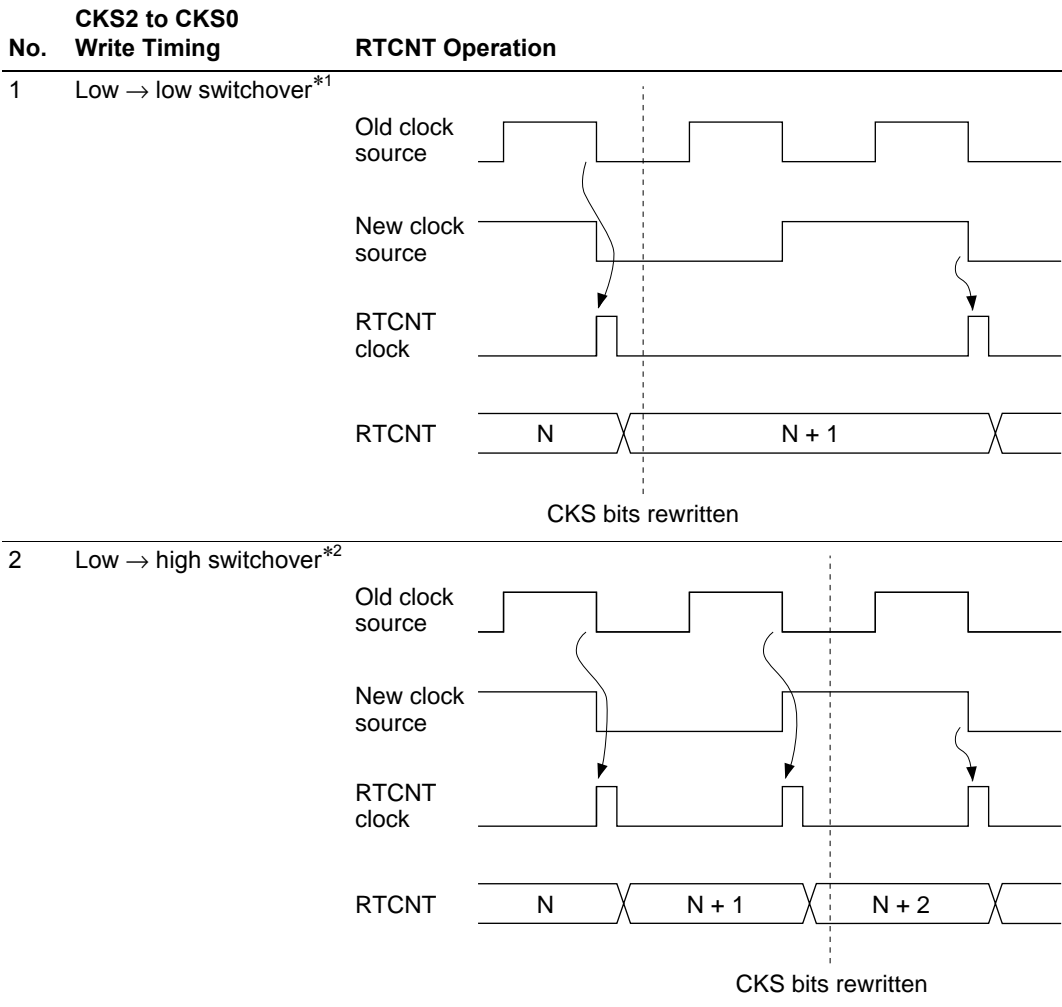 CKS2 to CKS0
No. Write Timing RTCNT Operation
1 Low → low switchover*1
Old clock
source
New clock
source
RTCNT
clock
RTCNT N N + 1
CKS bits rewritten
2 Low → high switchover*2
Old clock
source
New clock
source
RTCNT
clock
RTCNT N N + 1 N + 2
CKS bits rewritten